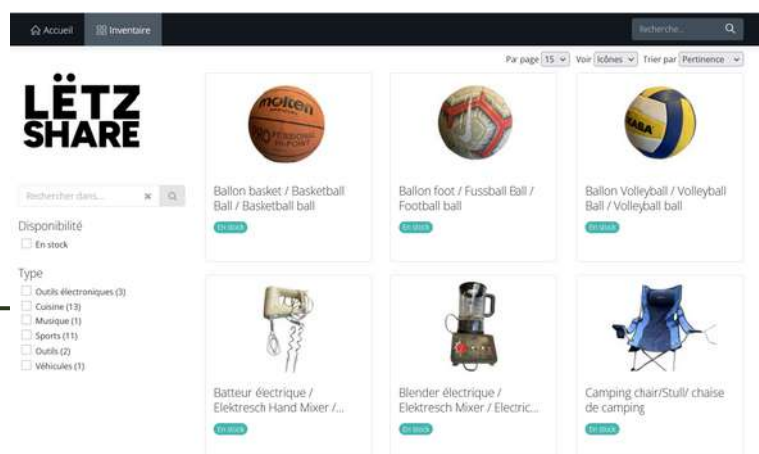 Accueil
Inventaire
Recherche...
Par page 15 Voir Icônes Trier par Pertinence
LËTZ
SHARE
Rechercher dans...
Disponibilité
En stock
Type
Outils électroniques (3)
Cuisine (13)
Musique (1)
Sports (11)
Outils (2)
Véhicules (1)
molten
Ballon basket / Basketball
Ball / Basketball ball
En stock
Ballon foot / Fussball Ball /
Football ball
En stock
Ballon Volleyball / Volleyball
Ball / Volleyball ball
En stock
Batteur électrique /
Elektresch Hand Mixer /...
En stock
Blender électrique /
Elektresch Mixer / Electric...
En stock
Camping chair/Stull/ chaise
de camping
En stock